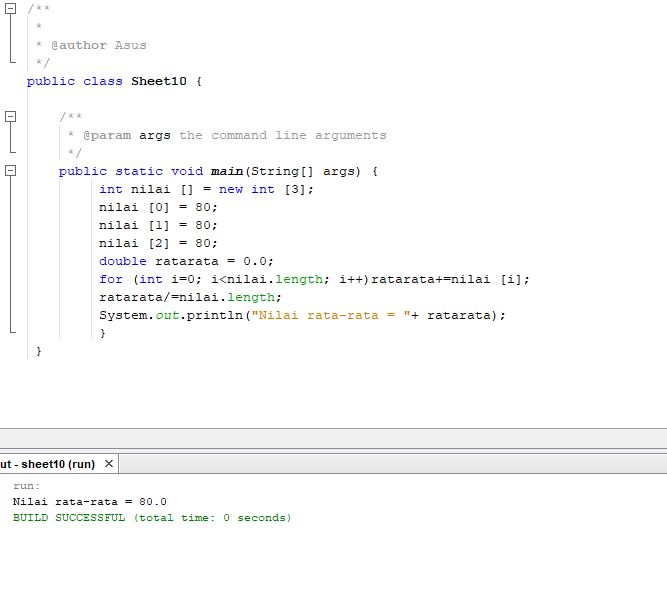 /**
*
* @author Asus
*/
public class Sheet10 {
/**
* @param args the command line arguments
*/
public static void main(String[] args) {
int nilai [] = new int [3];
nilai [0] = 80;
nilai [1] = 80;
nilai [2] = 80;
double ratarata = 0.0;
for (int i=0; i<nilai.length; i++)ratarata+=nilai [i];
ratarata/=nilai.length;
System.out.println("Nilai rata-rata = "+ ratarata);
}
}
ut - sheet10 (run) ×
run:
Nilai rata-rata = 80.0
BUILD SUCCESSFUL (total time: 0 seconds)